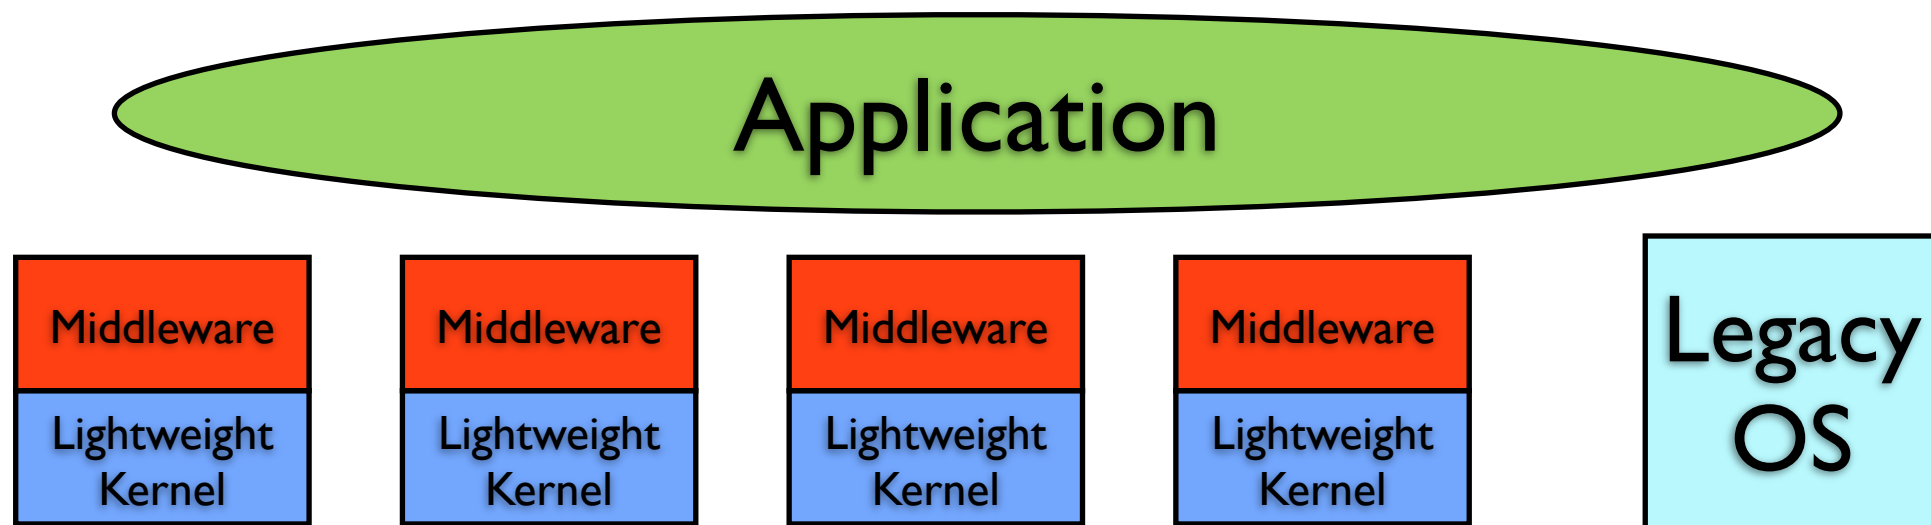 Application
Middleware
Lightweight
Kernel
Middleware
Lightweight
Kernel
Middleware
Lightweight
Kernel
Middleware
Lightweight
Kernel
Legacy
OS